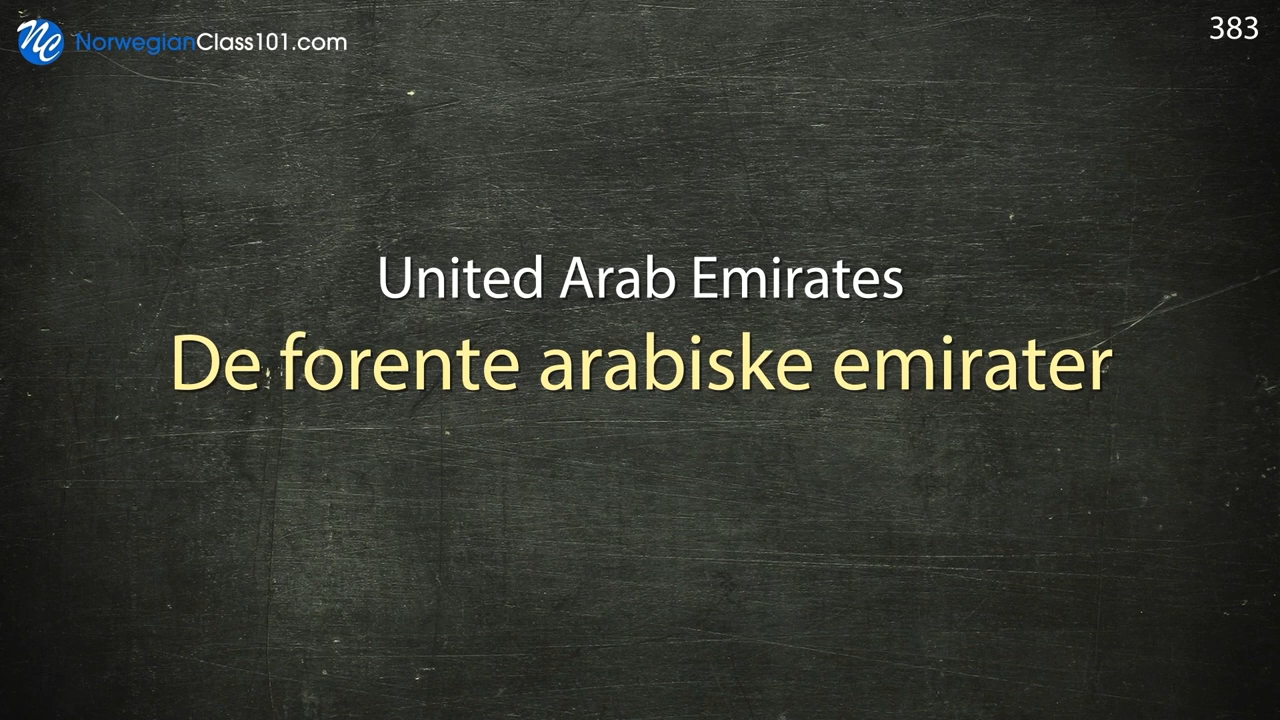 NorwegianClass101.com
383
United Arab Emirates
De forente arabiske emirater